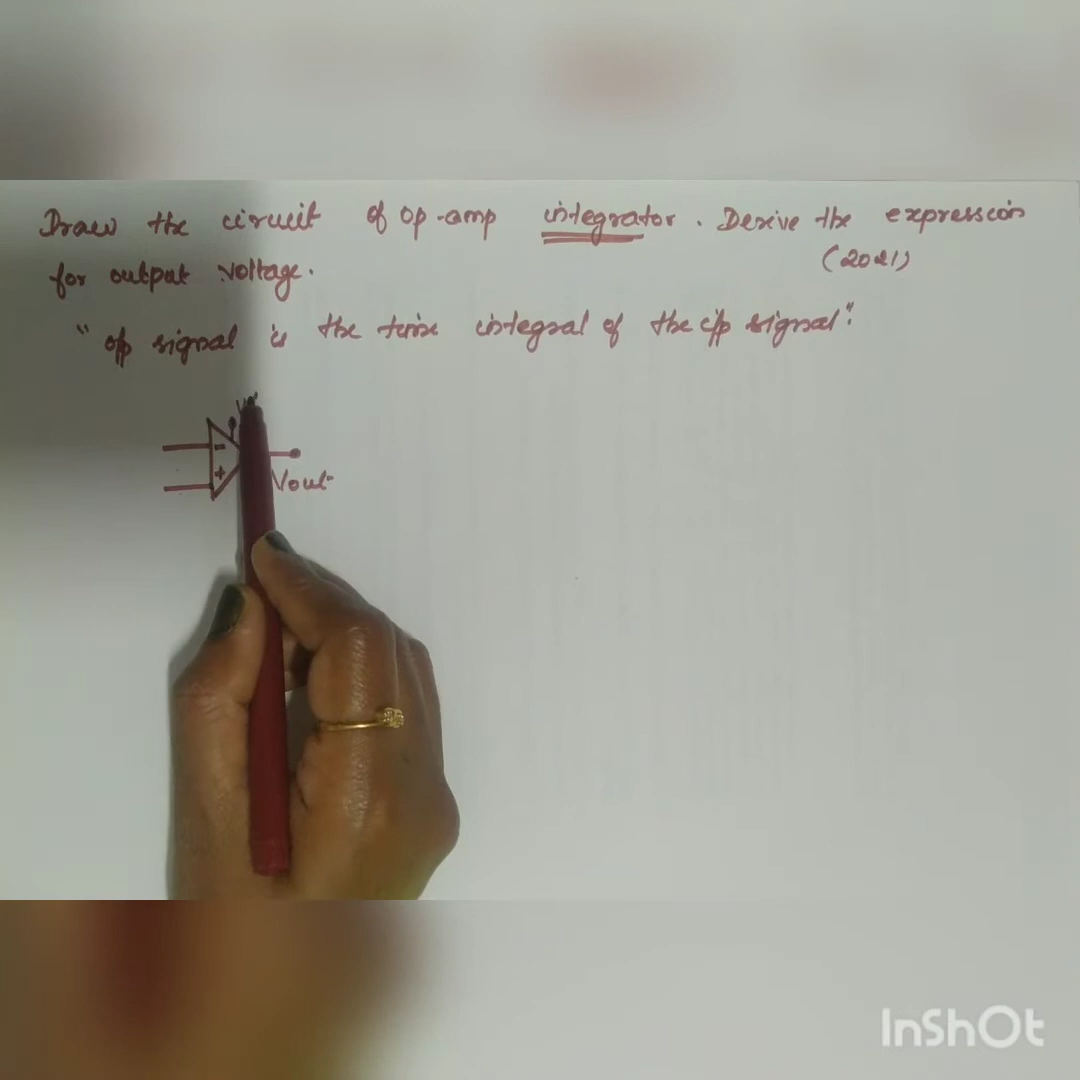 Draw the circuit of op-amp integrator. Derive the expression
(2021)
for output voltage.
"o/p signal is the time integral of the i/p signal".
-
+
Vout
InShOt